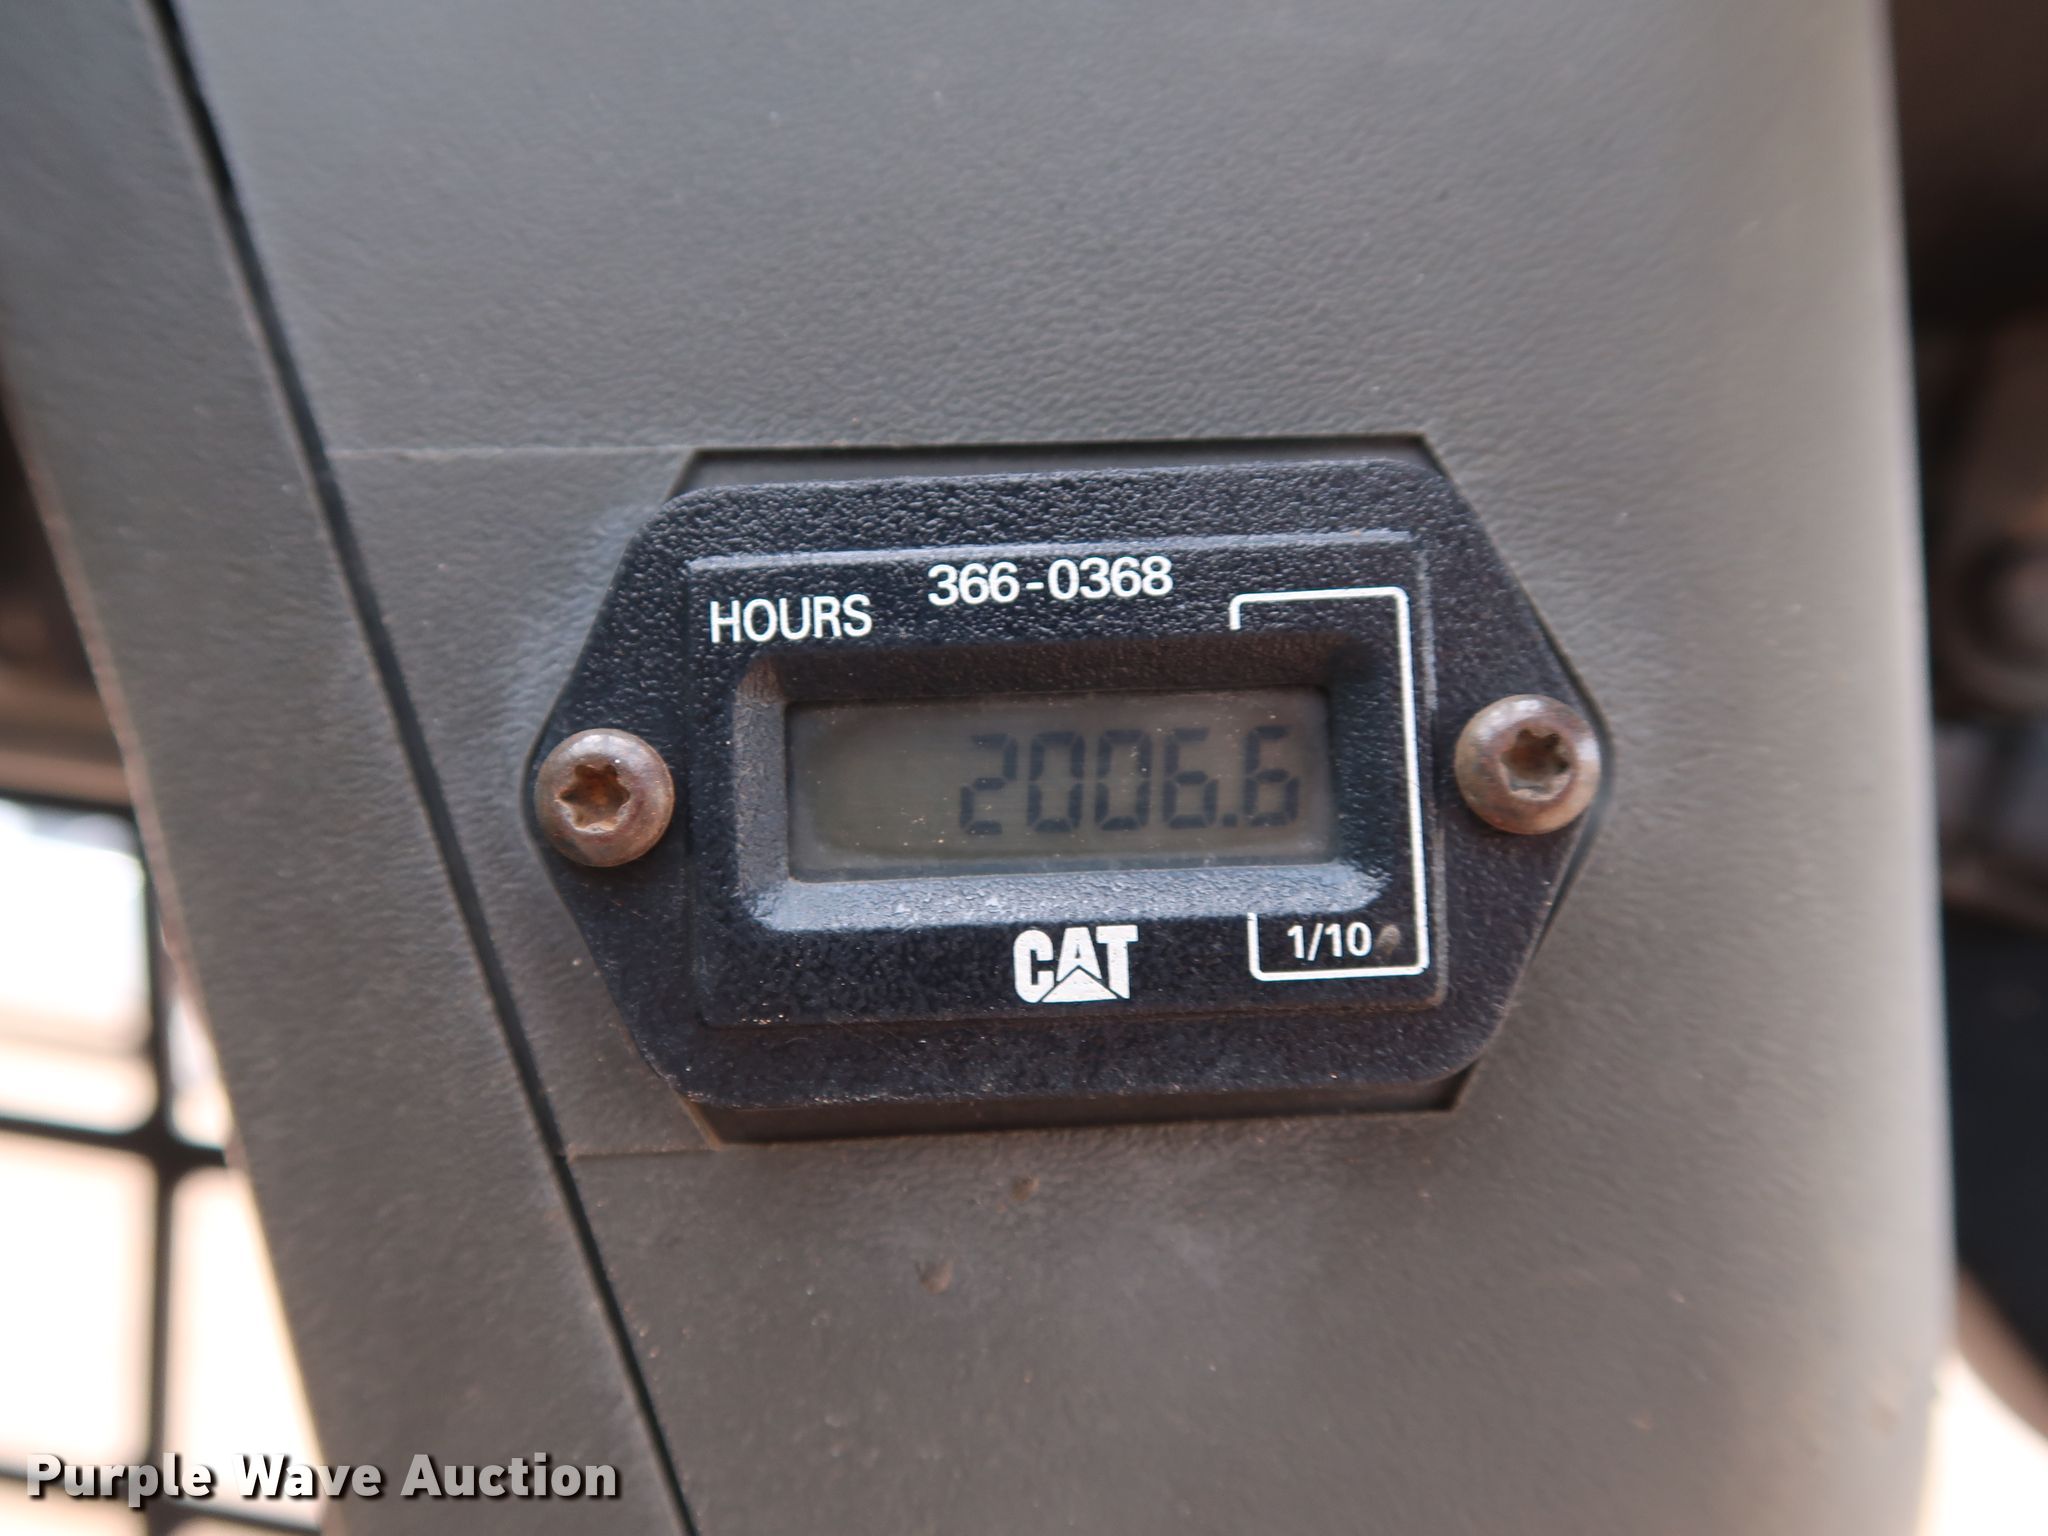 366-0368
HOURS
2006.6
CAT
1/10
Purple Wave Auction